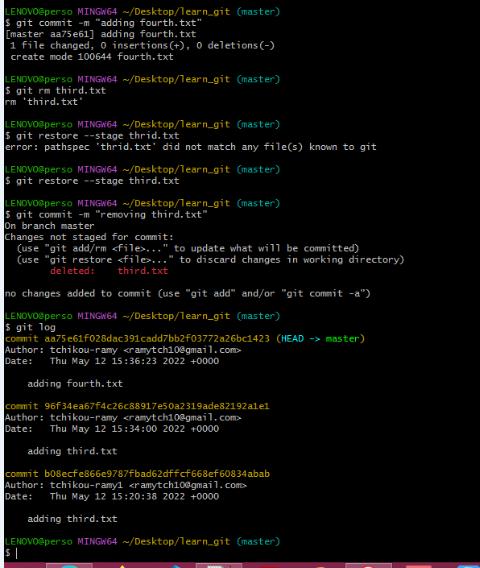 LENOVO@perso MINGW64 ~/Desktop/learn_git (master)
$ git commit -m "adding fourth.txt"
[master aa75e61] adding fourth.txt
 1 file changed, 0 insertions(+), 0 deletions(-)
 create mode 100644 fourth.txt
LENOVO@perso MINGW64 ~/Desktop/learn_git (master)
$ git rm third.txt
rm 'third.txt'
LENOVO@perso MINGW64 ~/Desktop/learn_git (master)
$ git restore --stage thrid.txt
error: pathspec 'thrid.txt' did not match any file(s) known to git
LENOVO@perso MINGW64 ~/Desktop/learn_git (master)
$ git restore --stage third.txt
LENOVO@perso MINGW64 ~/Desktop/learn_git (master)
$ git commit -m "removing third.txt"
On branch master
Changes not staged for commit:
  (use "git add/rm <file>..." to update what will be committed)
  (use "git restore <file>..." to discard changes in working directory)
        deleted:    third.txt
no changes added to commit (use "git add" and/or "git commit -a")
LENOVO@perso MINGW64 ~/Desktop/learn_git (master)
$ git log
commit aa75e61f028dac391cadd7bb2f03772a26bc1423 (HEAD -> master)
Author: tchikou-ramy <ramytch10@gmail.com>
Date:   Thu May 12 15:36:23 2022 +0000
    adding fourth.txt
commit 96f34ea67f4c26c88917e50a2319ade82192a1e1
Author: tchikou-ramy <ramytch10@gmail.com>
Date:   Thu May 12 15:34:00 2022 +0000
    adding third.txt
commit b08ecfe866e9787fbad62dffcf668ef60834abab
Author: tchikou-ramy1 <ramytch10@gmail.com>
Date:   Thu May 12 15:20:38 2022 +0000
    adding third.txt
LENOVO@perso MINGW64 ~/Desktop/learn_git (master)
$